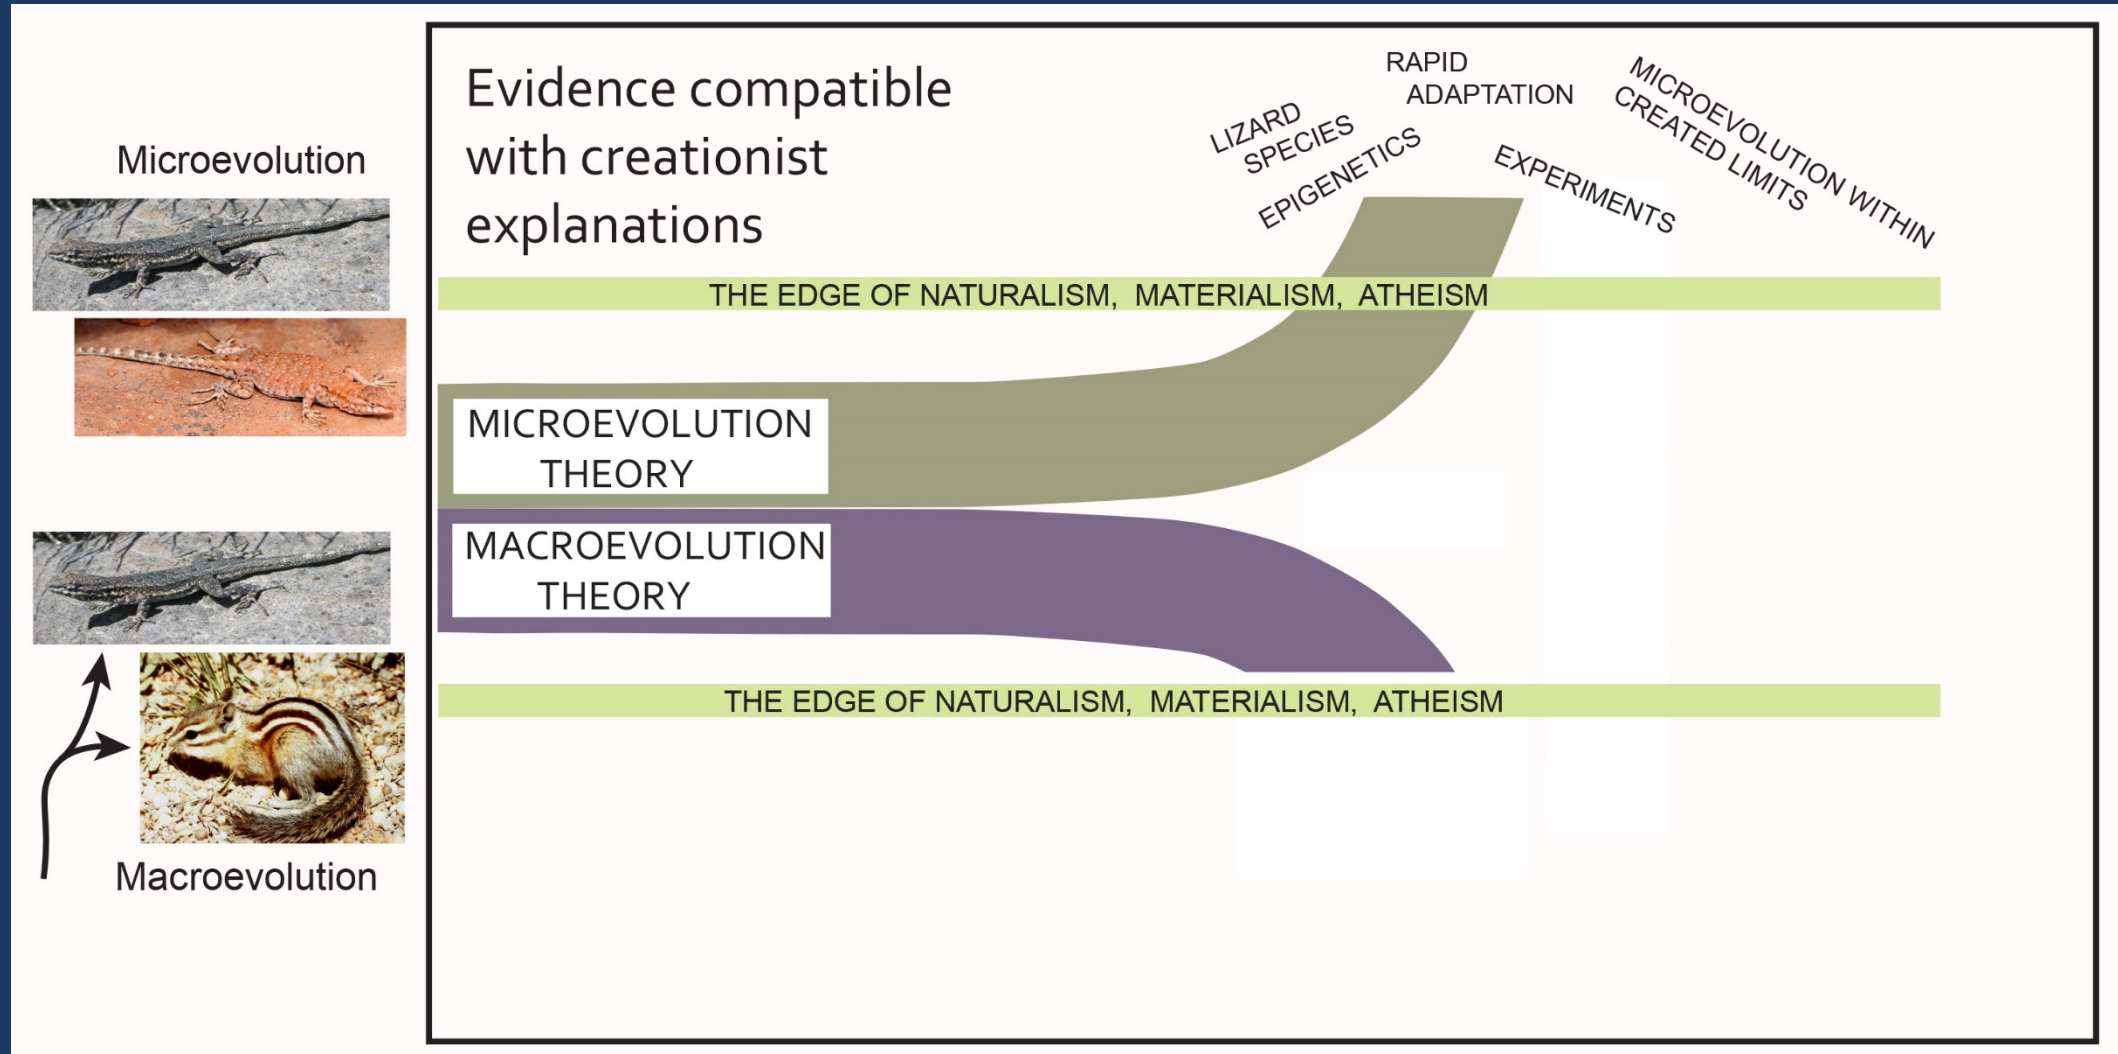 Microevolution
Evidence compatible
with creationist
explanations
LIZARD
SPECIES
EPIGENETICS
RAPID
ADAPTATION
EXPERIMENTS
MICROEVOLUTION WITHIN
CREATED LIMITS
THE EDGE OF NATURALISM, MATERIALISM, ATHEISM
MICROEVOLUTION
THEORY
MACROEVOLUTION
THEORY
THE EDGE OF NATURALISM, MATERIALISM, ATHEISM
Macroevolution